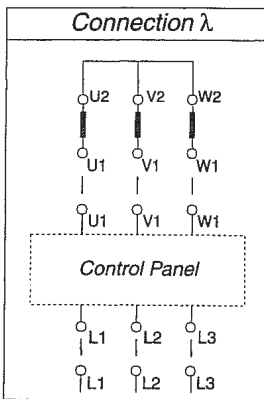 Connection λ
U2 V2 W2
U1 V1 W1
U1 V1 W1
Control Panel
L1 L2 L3
L1 L2 L3